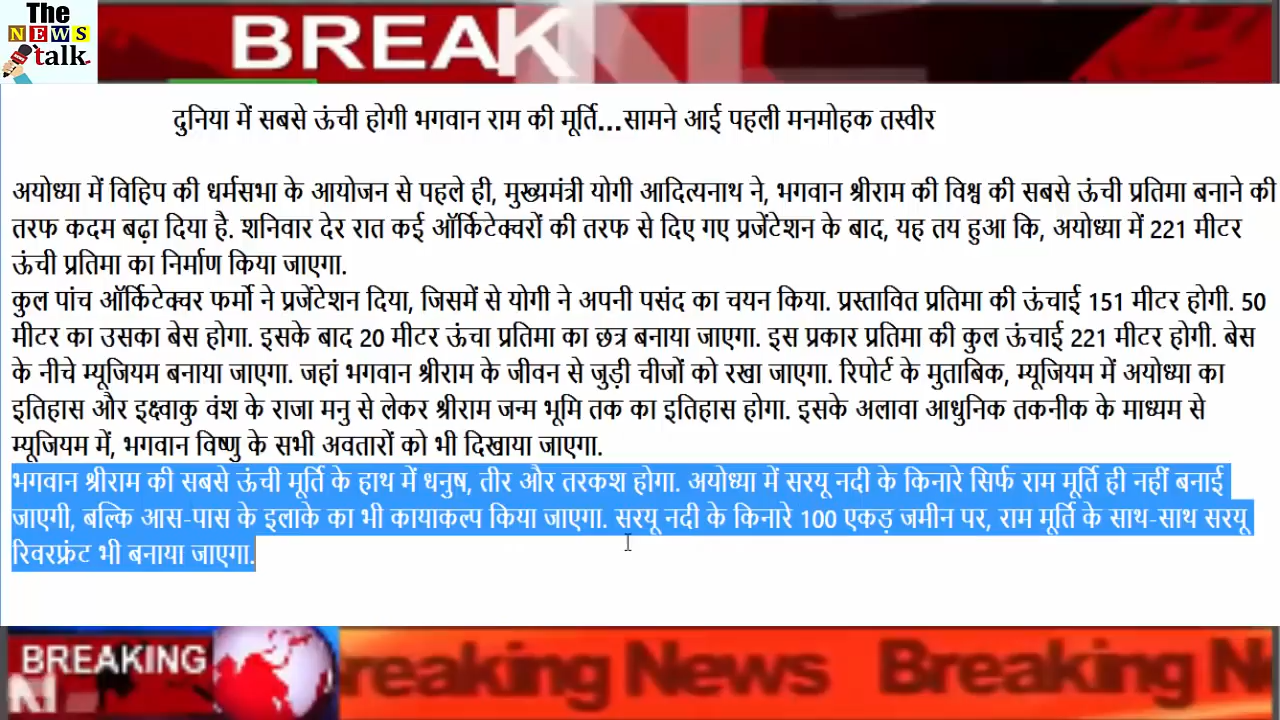 The
NEWS
talk.
BREAK
दुनिया में सबसे ऊंची होगी भगवान राम की मूर्ति...सामने आई पहली मनमोहक तस्वीर
अयोध्या में विहिप की धर्मसभा के आयोजन से पहले ही, मुख्यमंत्री योगी आदित्यनाथ ने, भगवान श्रीराम की विश्व की सबसे ऊंची प्रतिमा बनाने की
तरफ कदम बढ़ा दिया है. शनिवार देर रात कई ऑर्किटेक्चरों की तरफ से दिए गए प्रजेंटेशन के बाद, यह तय हुआ कि, अयोध्या में 221 मीटर
ऊंची प्रतिमा का निर्माण किया जाएगा.
कुल पांच ऑर्किटेक्चर फर्मो ने प्रजेंटेशन दिया, जिसमें से योगी ने अपनी पसंद का चयन किया. प्रस्तावित प्रतिमा की ऊंचाई 151 मीटर होगी. 50
मीटर का उसका बेस होगा. इसके बाद 20 मीटर ऊंचा प्रतिमा का छत्र बनाया जाएगा. इस प्रकार प्रतिमा की कुल ऊंचाई 221 मीटर होगी. बेस
के नीचे म्यूजियम बनाया जाएगा. जहां भगवान श्रीराम के जीवन से जुड़ी चीजों को रखा जाएगा. रिपोर्ट के मुताबिक, म्यूजियम में अयोध्या का
इतिहास और इक्ष्वाकु वंश के राजा मनु से लेकर श्रीराम जन्म भूमि तक का इतिहास होगा. इसके अलावा आधुनिक तकनीक के माध्यम से
म्यूजियम में, भगवान विष्णु के सभी अवतारों को भी दिखाया जाएगा.
भगवान श्रीराम की सबसे ऊंची मूर्ति के हाथ में धनुष, तीर और तरकश होगा. अयोध्या में सरयू नदी के किनारे सिर्फ राम मूर्ति ही नहीं बनाई
जाएगी, बल्कि आस-पास के इलाके का भी कायाकल्प किया जाएगा. सरयू नदी के किनारे 100 एकड़ जमीन पर, राम मूर्ति के साथ-साथ सरयू
रिवरफ्रंट भी बनाया जाएगा.
BREAKING
Breaking News Breaking N